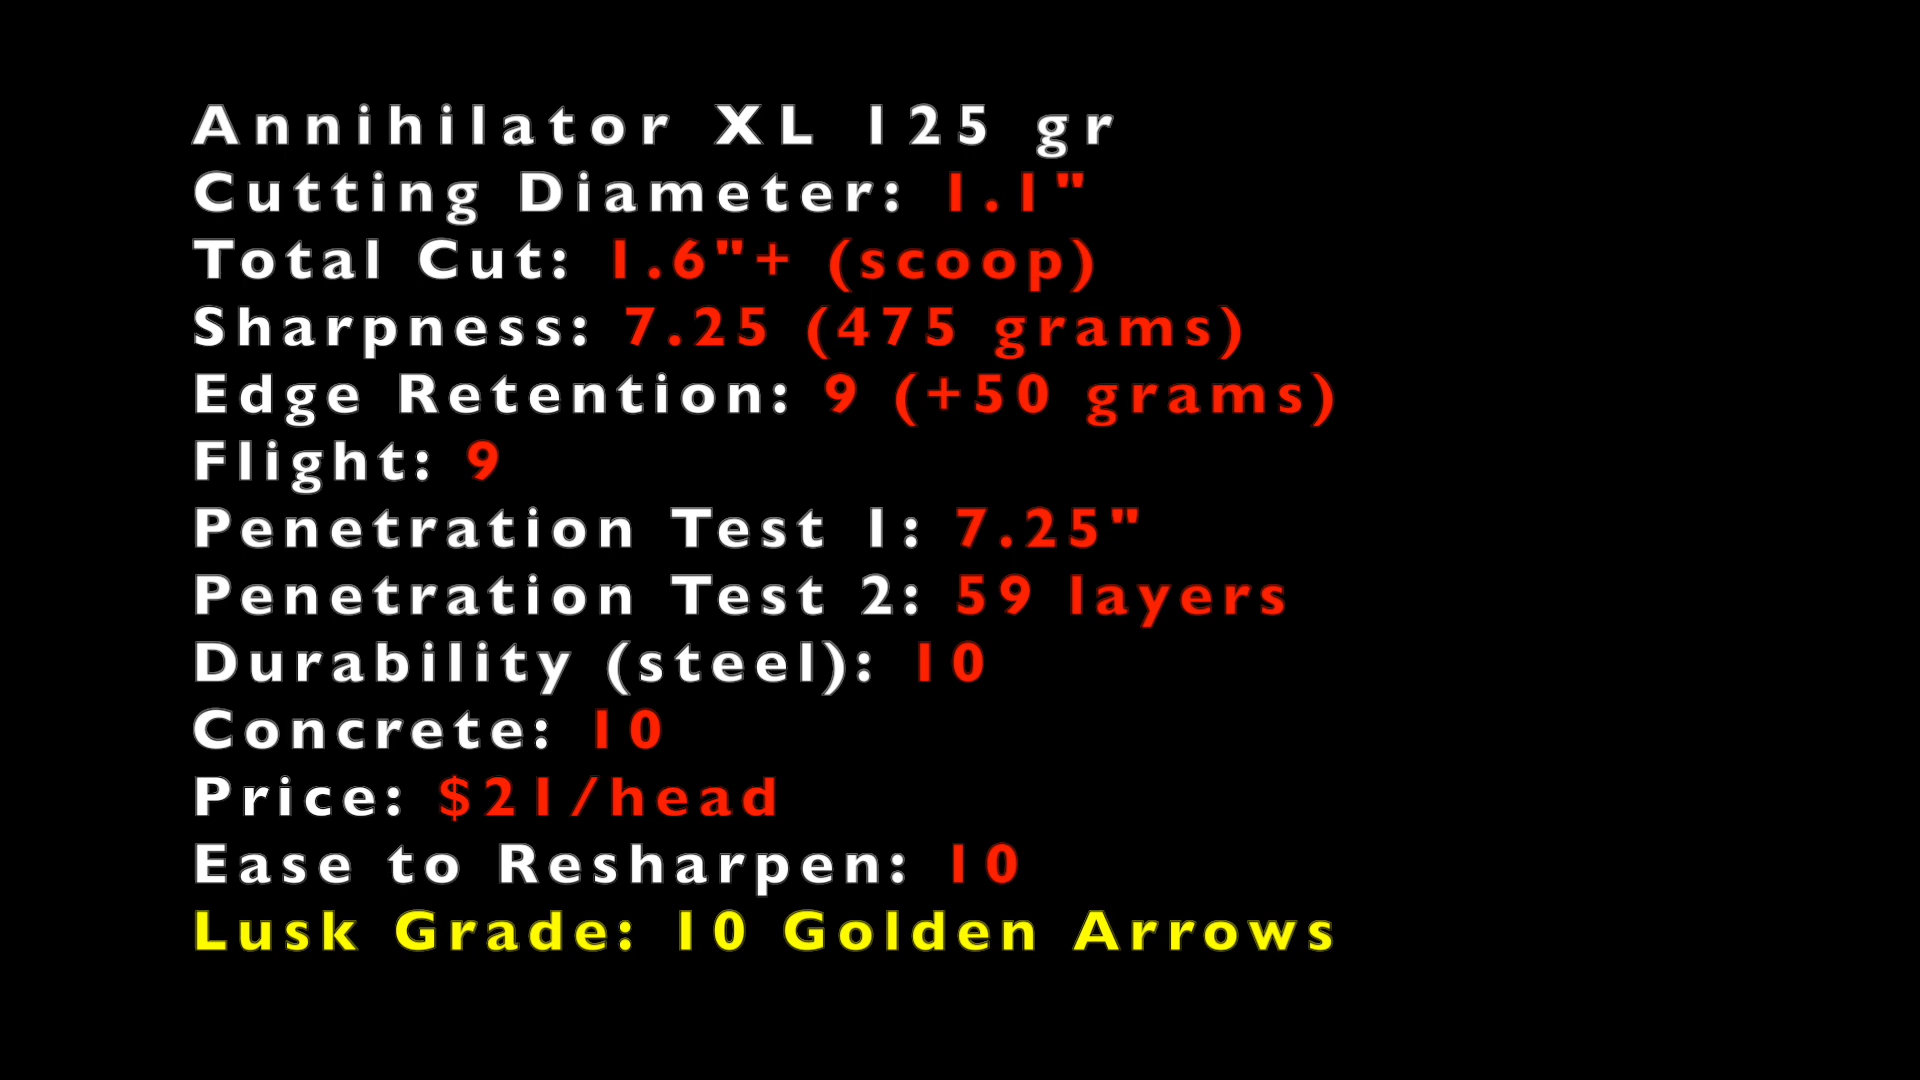 Annihilator XL 125 gr
Cutting Diameter: 1.1"
Total Cut: 1.6"+ (scoop)
Sharpness: 7.25 (475 grams)
Edge Retention: 9 (+50 grams)
Flight: 9
Penetration Test 1: 7.25"
Penetration Test 2: 59 layers
Durability (steel): 10
Concrete: 10
Price: $21/head
Ease to Resharpen: 10
Lusk Grade: 10 Golden Arrows